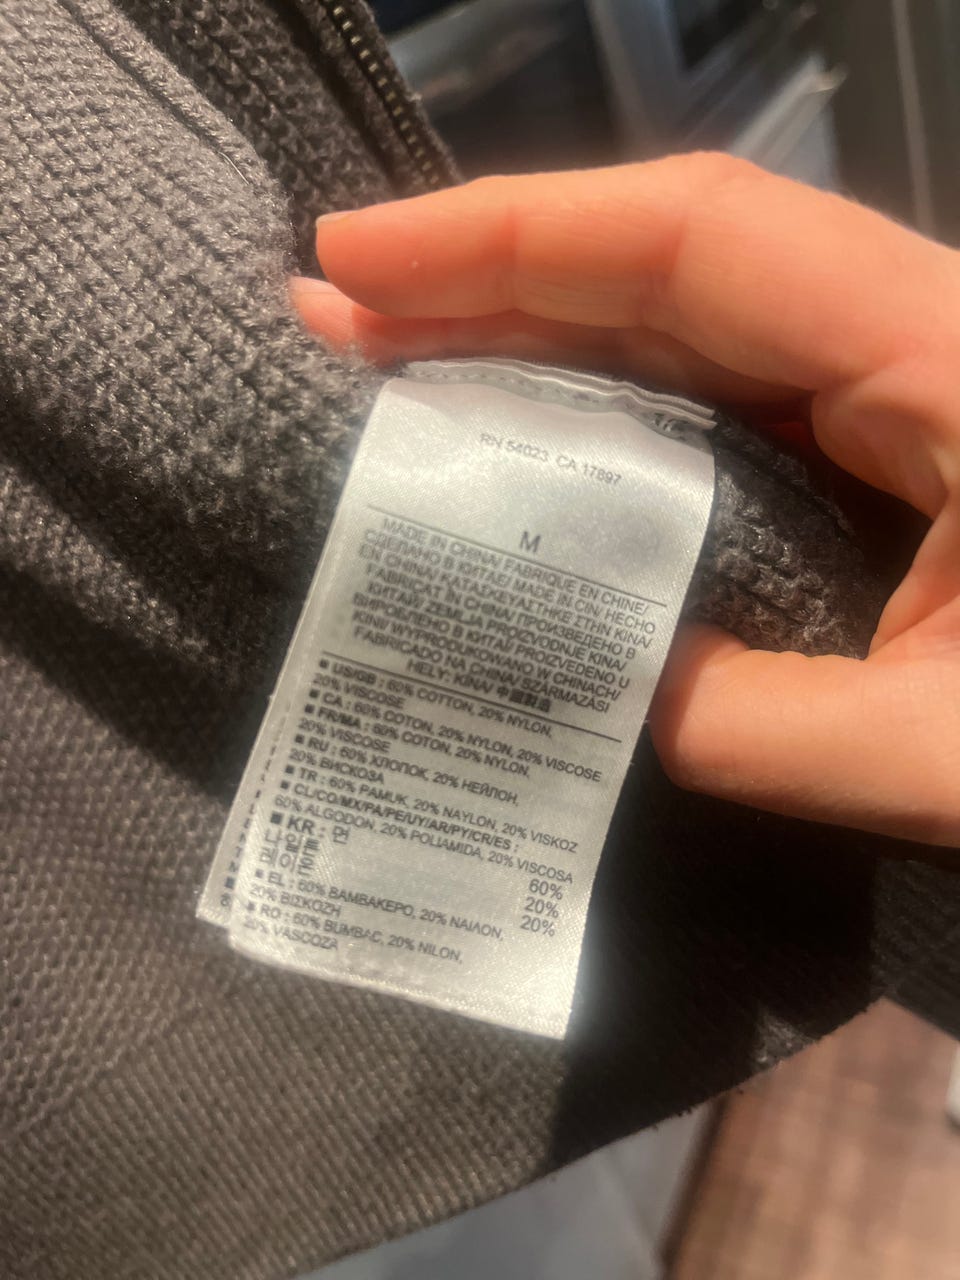 RN 54023 CA 17897
M
MADE IN CHINA/ FABRIQUE EN CHINE/
СДЕЛАНО В КИТАЕ/ MADE IN CIN/ HECHO
EN CHINA/ ΚΑΤΑΣΚΕΥΑΣΤΗΚΕ ΣΤΗΝ ΚΙΝΑ/
FABRICAT ÎN CHINA/ ПРОИЗВЕДЕНО В
КИТАЙ/ ZEMLJA PROIZVODNJE KINA/
ВИРОБЛЕНО В КИТАЇ/ PROIZVEDENO U
KINI/ WYPRODUKOWANO W CHINACH/
FABRICADO NA CHINA/ SZÁRMAZÁSI
HELY: KÍNA/ 中國製造
■ US/GB : 60% COTTON, 20% NYLON,
20% VISCOSE
■ CA : 60% COTON, 20% NYLON, 20% VISCOSE
■ FR/MA : 60% COTON, 20% NYLON,
20% VISCOSE
■ RU : 60% ХЛОПОК, 20% НЕЙЛОН,
20% ВИСКОЗА
■ TR : 60% PAMUK, 20% NAYLON, 20% VISKOZ
■ CL/CO/MX/PA/PE/UY/AR/PY/CR/ES :
60% ALGODON, 20% POLIAMIDA, 20% VISCOSA
■ KR : 면 60%
나일론 20%
레이온 20%
■ EL : 60% ΒΑΜΒΑΚΕΡΟ, 20% ΝΑΙΛΟΝ,
20% ΒΙΣΚΟΖΗ
■ RO : 60% BUMBAC, 20% NILON,
20% VASCOZA